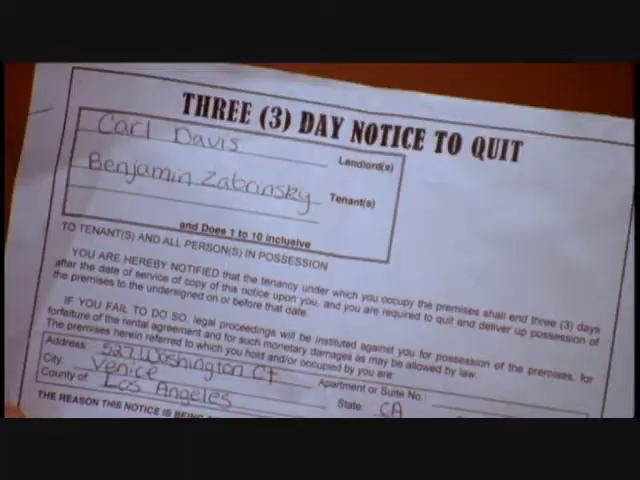 THREE (3) DAY NOTICE TO QUIT
Carl Davis
Landlord(s)
Benjamin Zabrinsky
Tenant(s)
and Does 1 to 10 inclusive
TO TENANT(S) AND ALL PERSON(S) IN POSSESSION
YOU ARE HEREBY NOTIFIED that the tenancy under which you occupy the premises shall end three (3) days
after the date of service of copy of this notice upon you, and you are required to quit and deliver up possession of
the premises to the undersigned on or before that date.
IF YOU FAIL TO DO SO, legal proceedings will be instituted against you for possession of the premises, for
forfeiture of the rental agreement and for such monetary damages as may be allowed by law
The premises herein referred to which you hold and/or occupied by you are:
Address: 527 Washington Ct Apartment or Suite No.
City: Venice State CA
County of: Los Angeles
THE REASON THIS NOTICE IS BEING